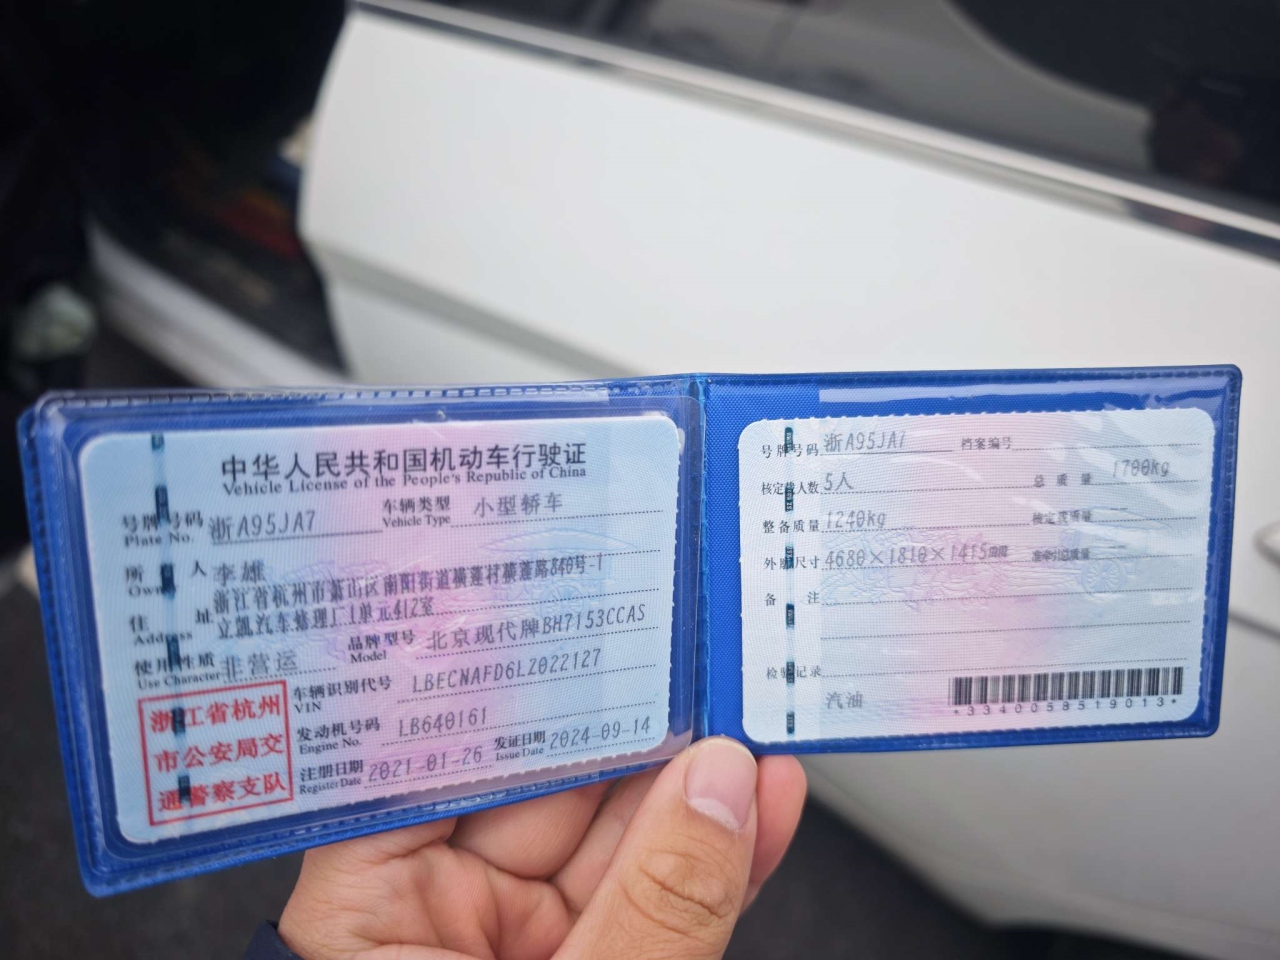 中华人民共和国机动车行驶证
Vehicle License of the People's Republic of China
号牌号码 浙A95JA7 车辆类型 小型轿车
Plate No. Vehicle Type
所有人 李雄
Owner
住址 浙江省杭州市萧山区南阳街道横蓬村横蓬路840号-1
Address 立凯汽车修理厂1单元412室
使用性质 非营运 品牌型号 北京现代牌BH7153CCAS
Use Character Model
车辆识别代号 LBECNAFD6LZ022127
VIN
发动机号码 LB640161
Engine No.
注册日期 2021-01-26 发证日期 2024-09-14
Register Date Issue Date
浙江省杭州
市公安局交
通警察支队
号牌号码 浙A95JA7 档案编号
核定载人数 5人 总质量 1700kg
整备质量 1240kg 核定载质量 --
外廓尺寸 4680×1810×1415mm 准牵引总质量 --
备注
检验记录
汽油
*3340058519013*